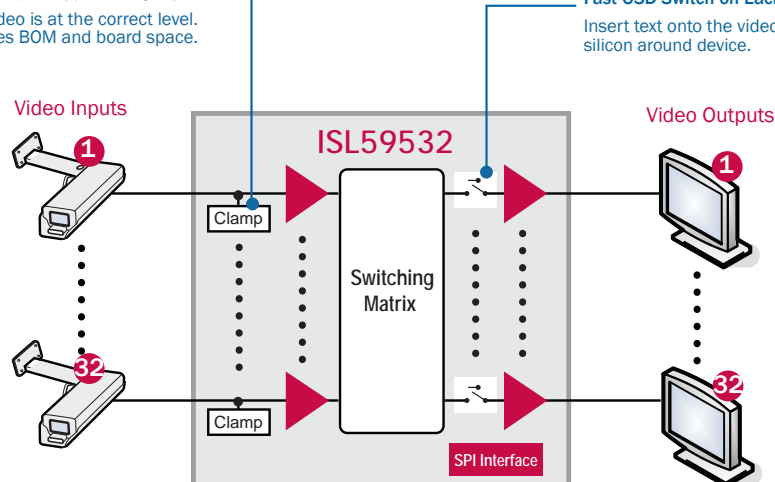 deo is at the correct level.
es BOM and board space.
Insert text onto the video
silicon around device.
Video Inputs
ISL59532
Video Outputs
1
1
Clamp
Switching
Matrix
32
32
Clamp
SPI Interface